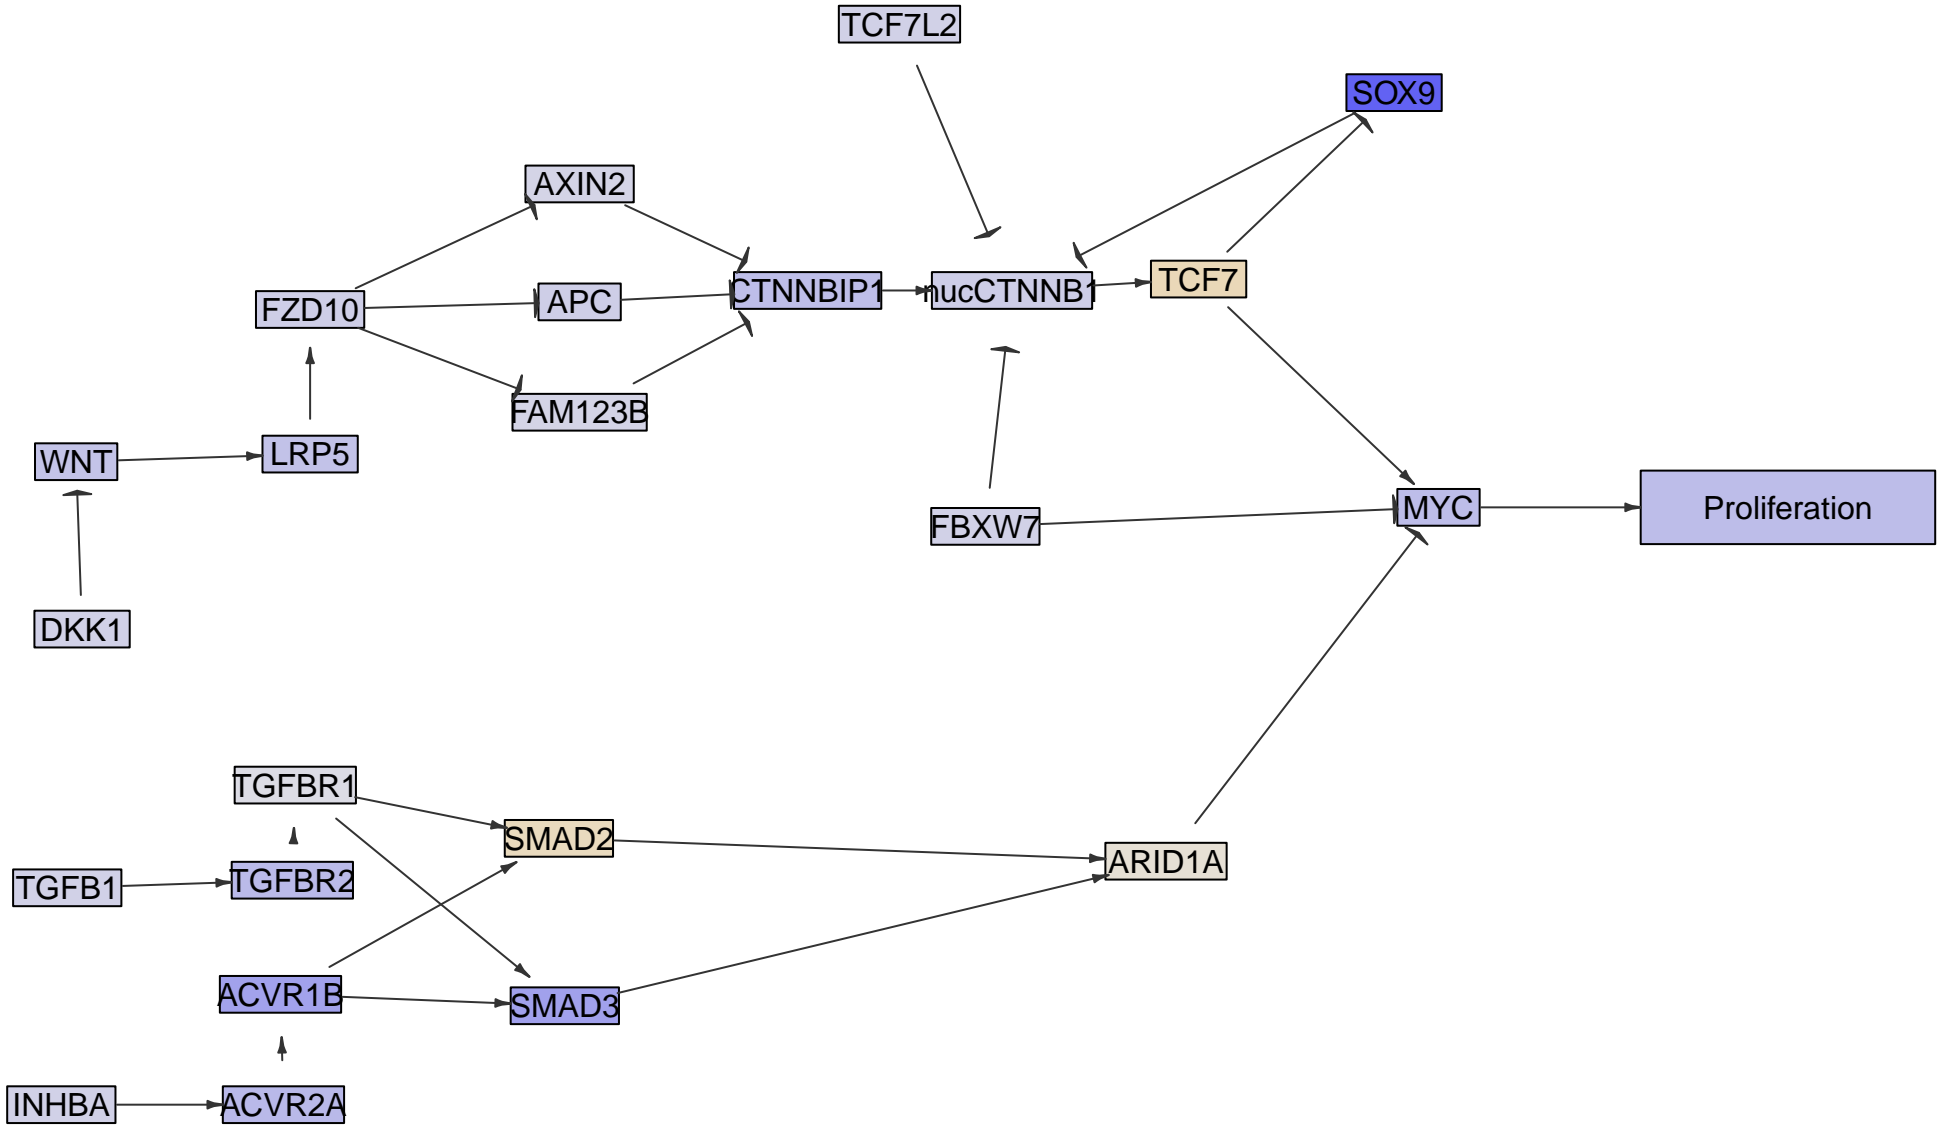 TCF7L2
SOX9
AXIN2
FZD10
APC
CTNNBIP1
nucCTNNB1
TCF7
FAM123B
WNT
LRP5
FBXW7
MYC
Proliferation
DKK1
TGFBR1
SMAD2
ARID1A
TGFB1
TGFBR2
ACVR1B
SMAD3
INHBA
ACVR2A